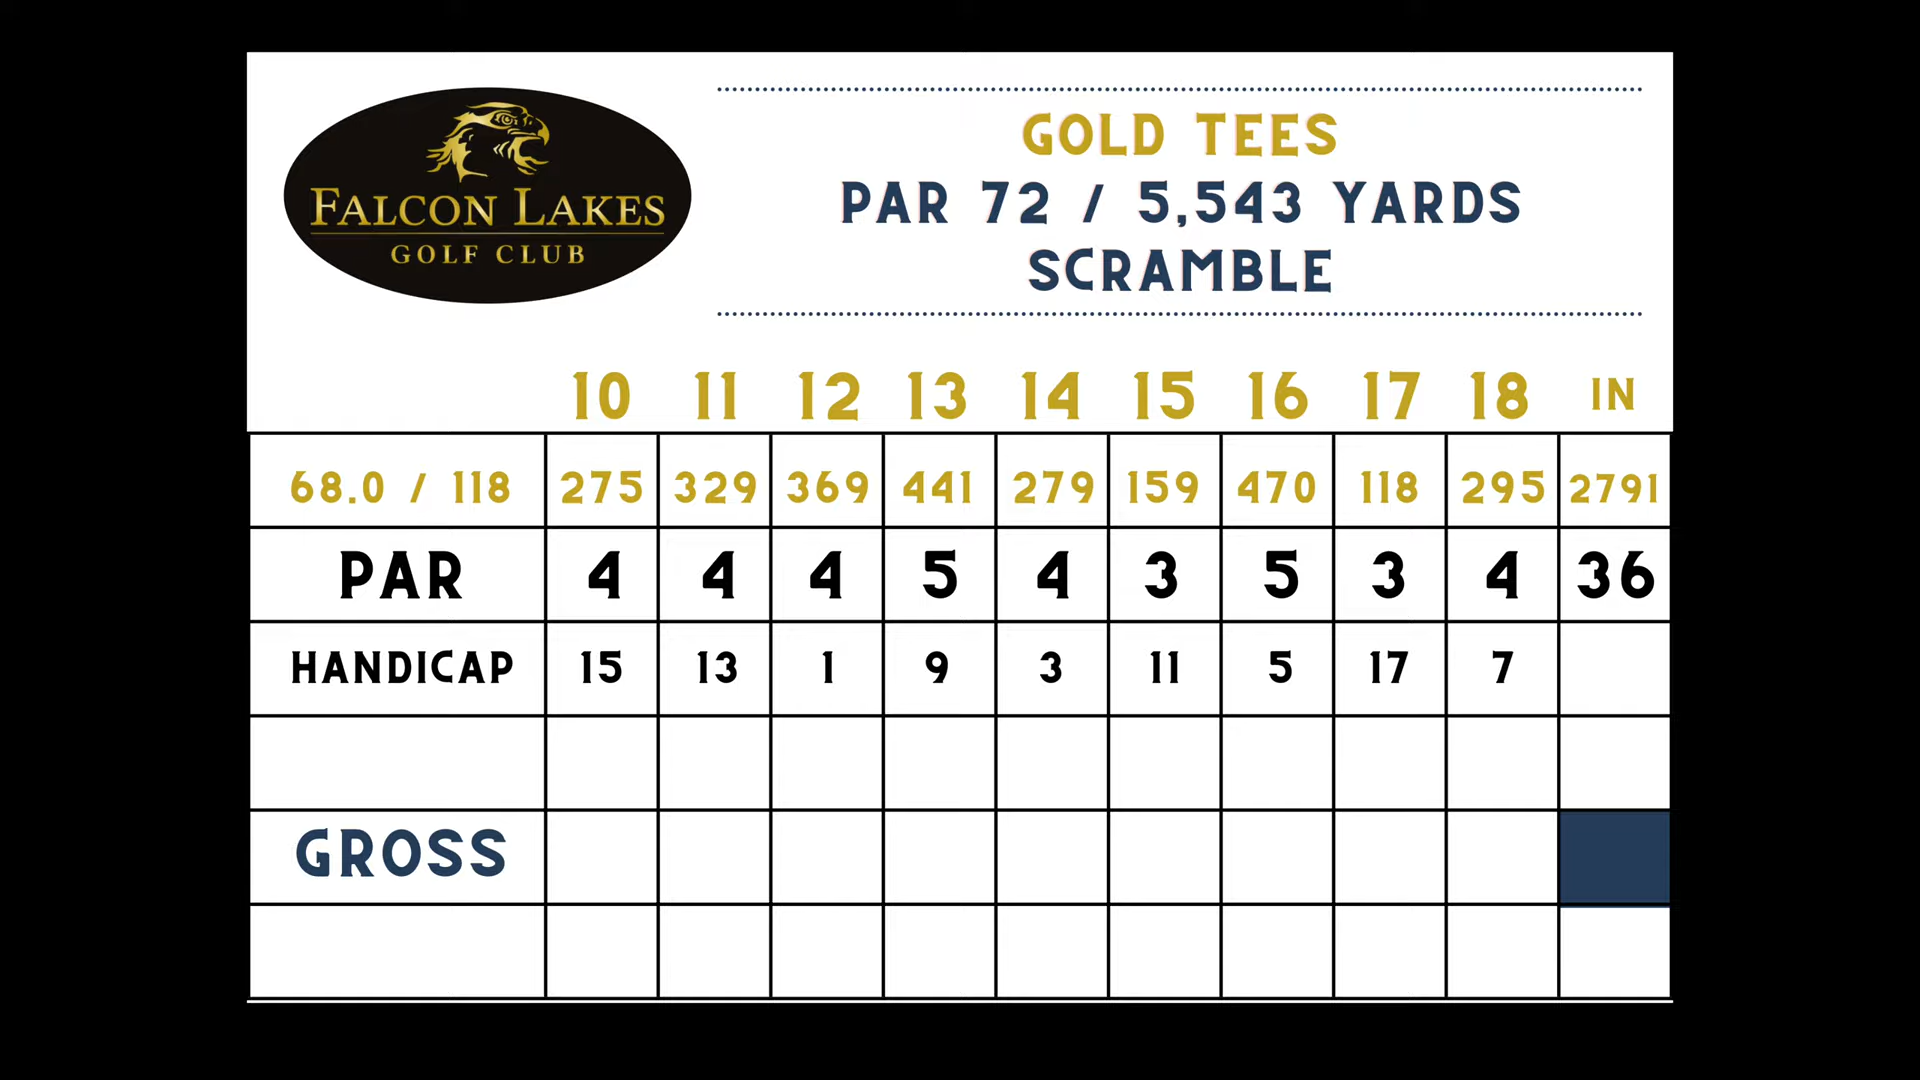 FALCON LAKES
GOLF CLUB
GOLD TEES
PAR 72 / 5,543 YARDS
SCRAMBLE
10 11 12 13 14 15 16 17 18 IN
68.0 / 118 275 329 369 441 279 159 470 118 295 2791
PAR 4 4 4 5 4 3 5 3 4 36
HANDICAP 15 13 1 9 3 11 5 17 7
GROSS